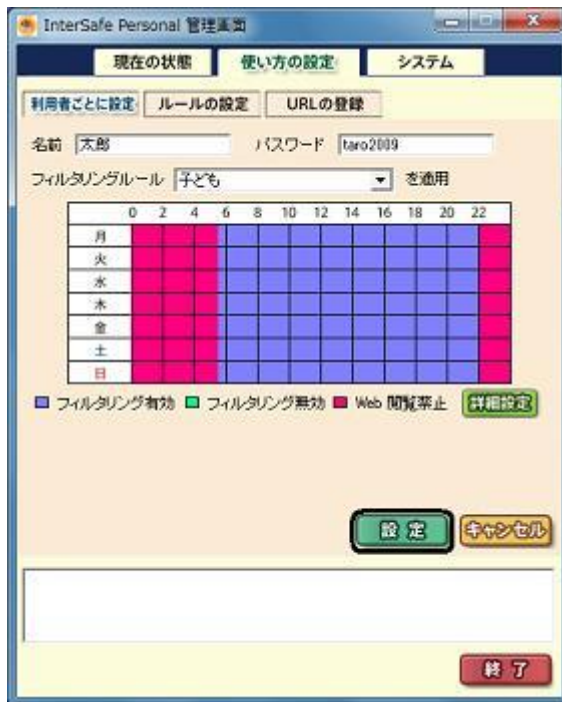 InterSafe Personal 管理画面
現在の状態 使い方の設定 システム
利用者ごとに設定 ルールの設定 URLの登録
名前 太郎 パスワード taro2009
フィルタリングルール 子ども を適用
0 2 4 6 8 10 12 14 16 18 20 22
月
火
水
木
金
土
日
フィルタリング有効 フィルタリング無効 Web 閲覧禁止 詳細設定
設定 キャンセル
終了